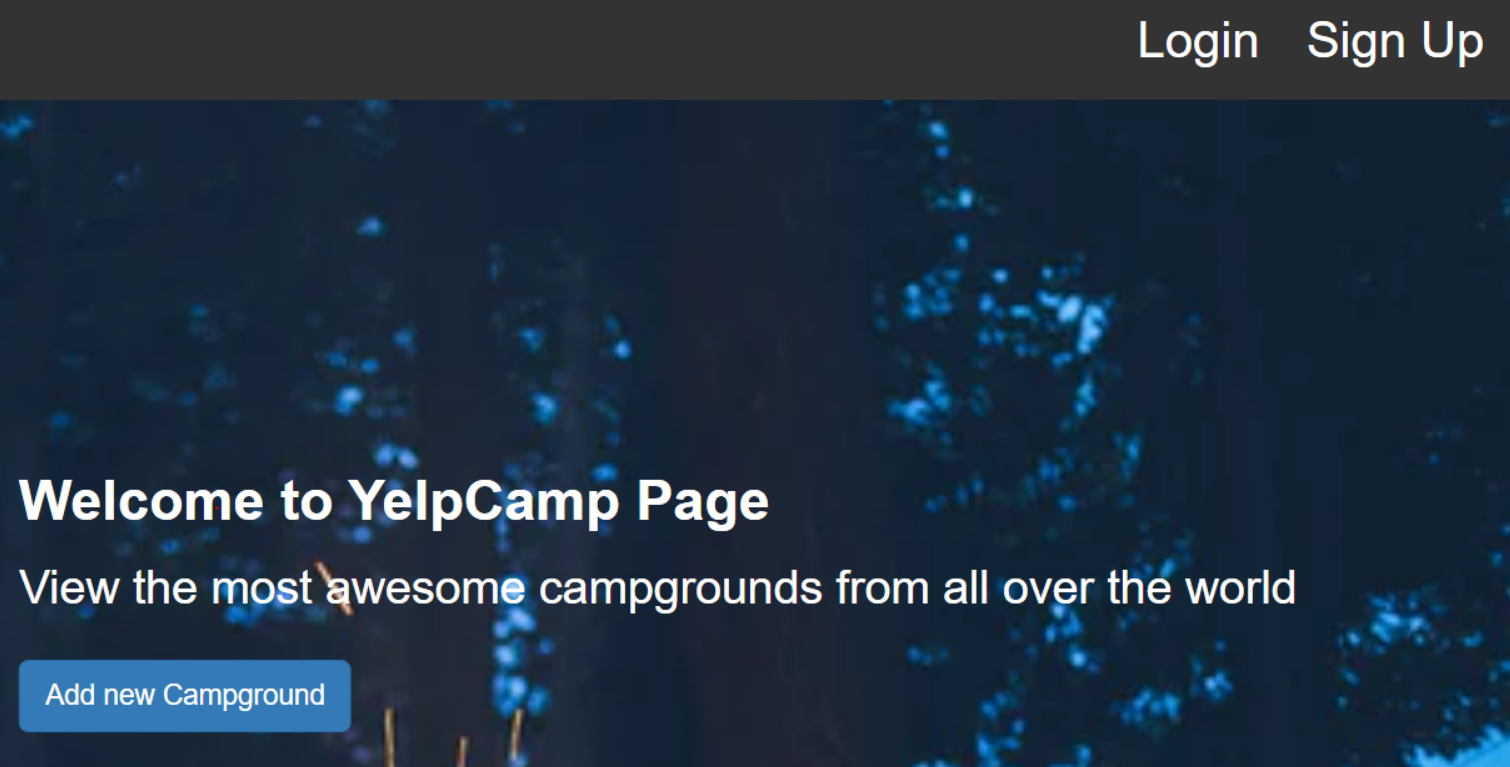 Login Sign Up
Welcome to YelpCamp Page
View the most awesome campgrounds from all over the world
Add new Campground